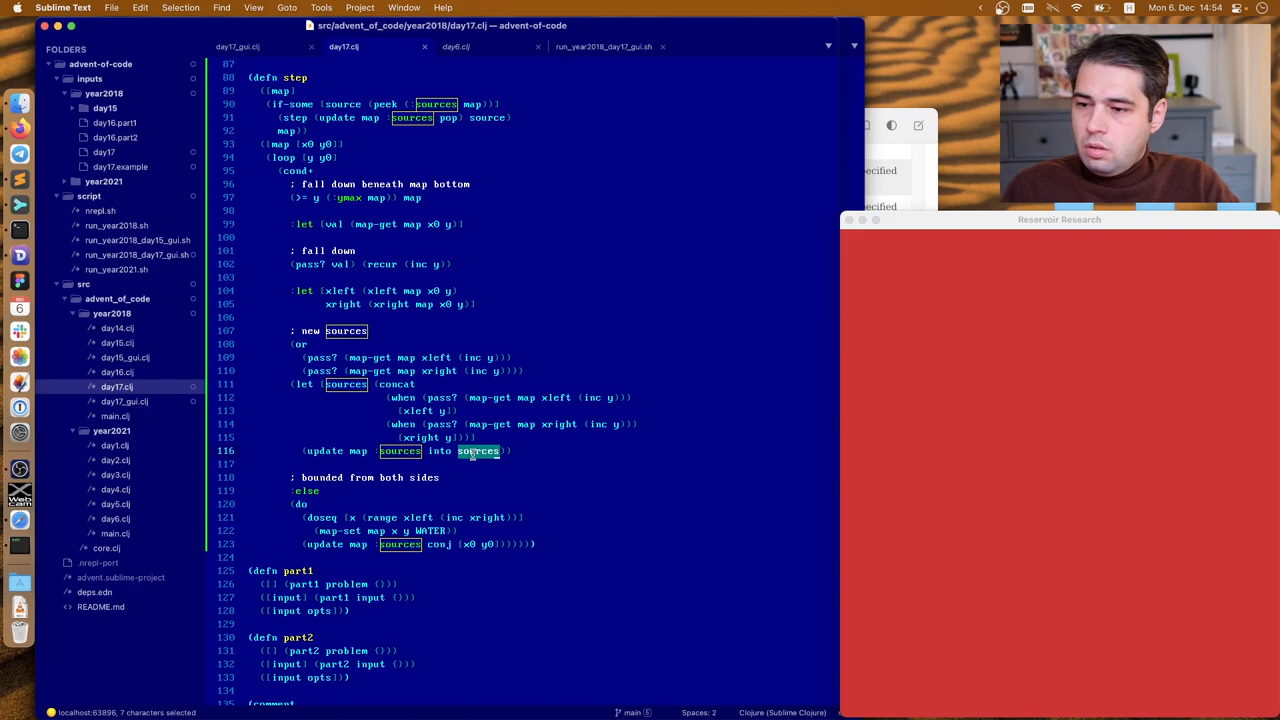 Sublime Text File Edit Selection Find View Goto Tools Project Window Help
Mon 6. Dec 14:54
src/advent_of_code/year2018/day17.clj — advent-of-code
FOLDERS
advent-of-code
inputs
year2018
day15
day16.part1
day16.part2
day17
day17.example
year2021
script
nrepl.sh
run_year2018.sh
run_year2018_day15_gui.sh
run_year2018_day17_gui.sh
run_year2021.sh
src
advent_of_code
year2018
day14.clj
day15.clj
day15_gui.clj
day16.clj
day17.clj
day17_gui.clj
main.clj
year2021
day1.clj
day2.clj
day3.clj
day4.clj
day5.clj
day6.clj
main.clj
core.clj
.nrepl-port
advent.sublime-project
deps.edn
README.md
day17_gui.clj
day17.clj
day6.clj
run_year2018_day17_gui.sh
87
88 (defn step
89 ([map]
90 (if-some [source (peek (:sources map))]
91 (step (update map :sources pop) source)
92 map))
93 ([map [x0 y0]]
94 (loop [y y0]
95 (cond+
96 ; fall down beneath map bottom
97 (>= y (:ymax map)) map
98
99 :let [val (map-get map x0 y)]
100
101 ; fall down
102 (pass? val) (recur (inc y))
103
104 :let [xleft (xleft map x0 y)
105 xright (xright map x0 y)]
106
107 ; new sources
108 (or
109 (pass? (map-get map xleft (inc y)))
110 (pass? (map-get map xright (inc y))))
111 (let [sources (concat
112 (when (pass? (map-get map xleft (inc y)))
113 [xleft y])
114 (when (pass? (map-get map xright (inc y)))
115 [xright y]))]
116 (update map :sources into sources))
117
118 ; bounded from both sides
119 :else
120 (do
121 (doseq [x (range xleft (inc xright))]
122 (map-set map x y WATER))
123 (update map :sources conj [x0 y0]))))))
124
125 (defn part1
126 ([] (part1 problem {}))
127 ([input] (part1 input {}))
128 ([input opts]))
129
130 (defn part2
131 ([] (part2 problem {}))
132 ([input] (part2 input {}))
133 ([input opts]))
134
135 (comment
localhost:63896, 7 characters selected
main 5
Spaces: 2
Clojure (Sublime Clojure)
ecified
ecified
Reservoir Research